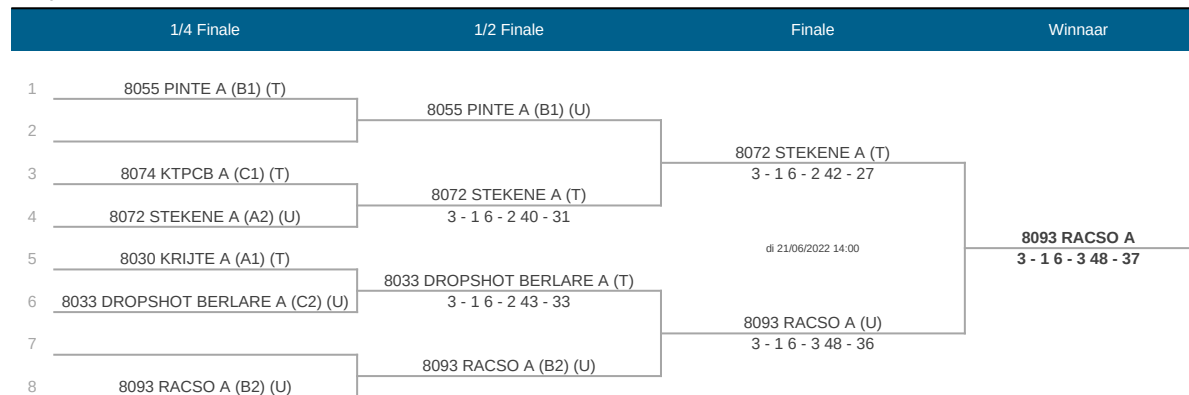 1/4 Finale 1/2 Finale Finale Winnaar
1 8055 PINTE A (B1) (T)
8055 PINTE A (B1) (U)
2
8072 STEKENE A (T)
3 8074 KTPCB A (C1) (T) 3 - 1 6 - 2 42 - 27
8072 STEKENE A (T)
4 8072 STEKENE A (A2) (U) 3 - 1 6 - 2 40 - 31
8093 RACSO A
di 21/06/2022 14:00
5 8030 KRIJTE A (A1) (T) 3 - 1 6 - 3 48 - 37
8033 DROPSHOT BERLARE A (T)
6 8033 DROPSHOT BERLARE A (C2) (U) 3 - 1 6 - 2 43 - 33
8093 RACSO A (U)
7 3 - 1 6 - 3 48 - 36
8093 RACSO A (B2) (U)
8 8093 RACSO A (B2) (U)